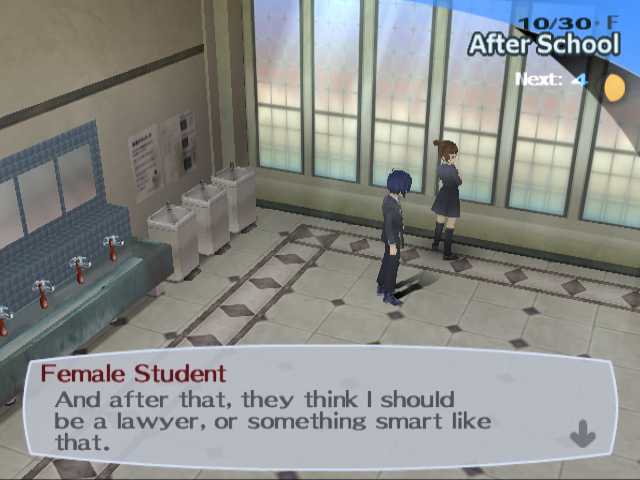 10/30·F
After School
Next: 4
Female Student
And after that, they think I should
be a lawyer, or something smart like
that.